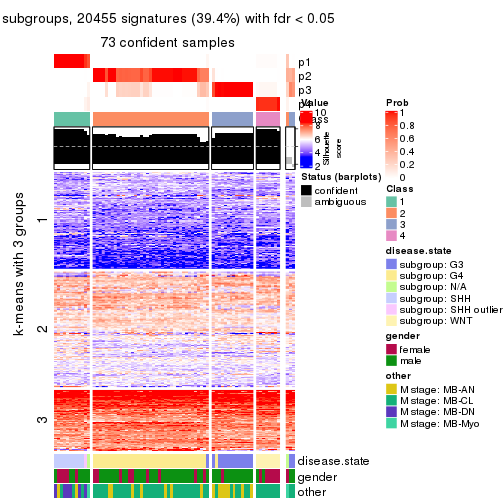 subgroups, 20455 signatures (39.4%) with fdr < 0.05
73 confident samples
p1
p2
p3
p4
Class
Silhouette
score
k-means with 3 groups
1
2
3
disease.state
gender
other
Value
10
8
6
4
2
Status (barplots)
confident
ambiguous
Prob
1
0.8
0.6
0.4
0.2
0
Class
1
2
3
4
disease.state
subgroup: G3
subgroup: G4
subgroup: N/A
subgroup: SHH
subgroup: SHH outlier
subgroup: WNT
gender
female
male
other
M stage: MB-AN
M stage: MB-CL
M stage: MB-DN
M stage: MB-Myo